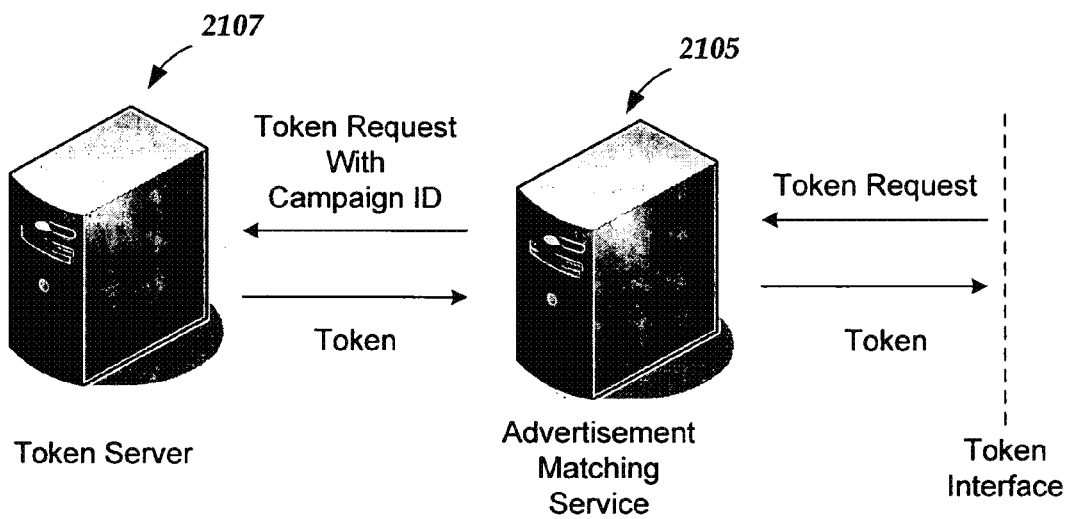 2107
2105
Token Request
With
Campaign ID
Token Request
Token
Token
Token Server
Advertisement
Matching
Service
Token
Interface